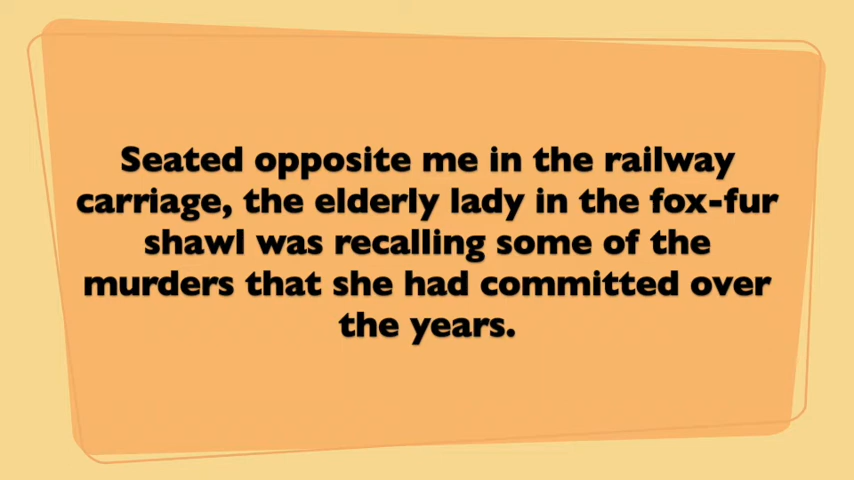 Seated opposite me in the railway
carriage, the elderly lady in the fox-fur
shawl was recalling some of the
murders that she had committed over
the years.